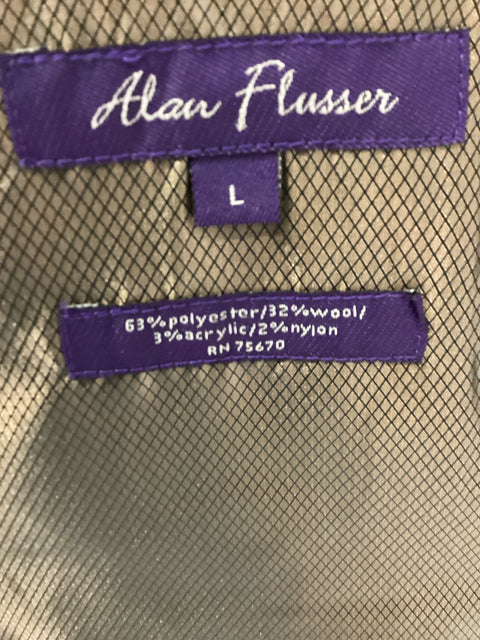 Alan Flusser
L
63%polyester/32%wool/
3%acrylic/2%nylon
RN 75670